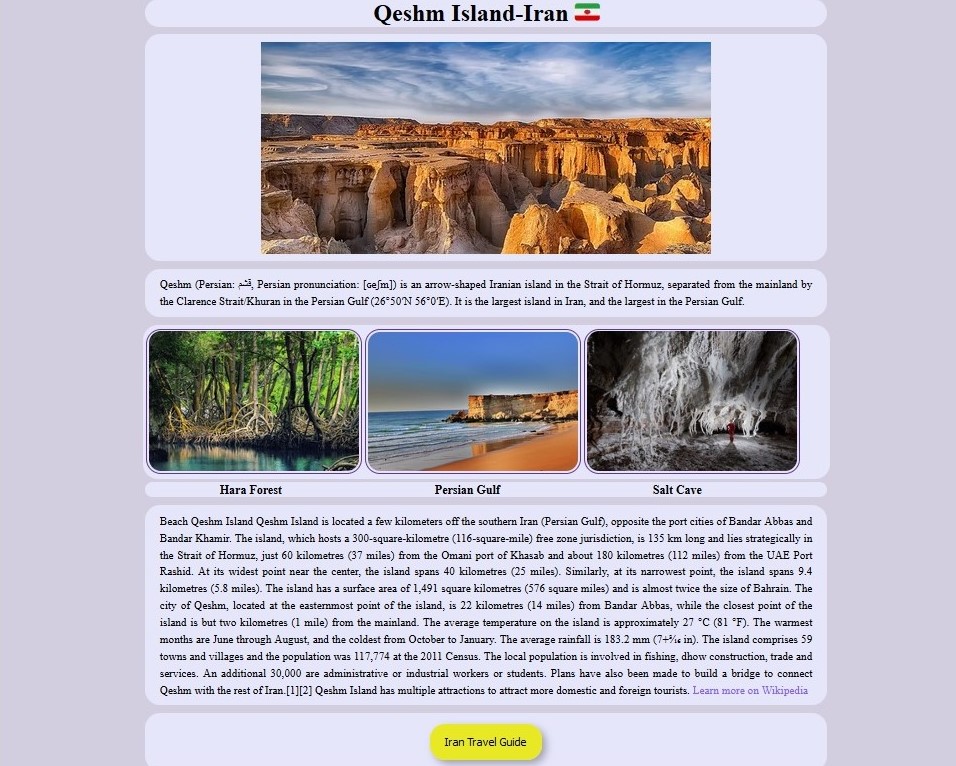 Qeshm Island-Iran
Qeshm (Persian: قشم, Persian pronunciation: [ɢeʃm]) is an arrow-shaped Iranian island in the Strait of Hormuz, separated from the mainland by
the Clarence Strait/Khuran in the Persian Gulf (26°50′N 56°0′E). It is the largest island in Iran, and the largest in the Persian Gulf.
Hara Forest Persian Gulf Salt Cave
Beach Qeshm Island Qeshm Island is located a few kilometers off the southern Iran (Persian Gulf), opposite the port cities of Bandar Abbas and
Bandar Khamir. The island, which hosts a 300-square-kilometre (116-square-mile) free zone jurisdiction, is 135 km long and lies strategically in
the Strait of Hormuz, just 60 kilometres (37 miles) from the Omani port of Khasab and about 180 kilometres (112 miles) from the UAE Port
Rashid. At its widest point near the center, the island spans 40 kilometres (25 miles). Similarly, at its narrowest point, the island spans 9.4
kilometres (5.8 miles). The island has a surface area of 1,491 square kilometres (576 square miles) and is almost twice the size of Bahrain. The
city of Qeshm, located at the easternmost point of the island, is 22 kilometres (14 miles) from Bandar Abbas, while the closest point of the
island is but two kilometres (1 mile) from the mainland. The average temperature on the island is approximately 27 °C (81 °F). The warmest
months are June through August, and the coldest from October to January. The average rainfall is 183.2 mm (7+3⁄16 in). The island comprises 59
towns and villages and the population was 117,774 at the 2011 Census. The local population is involved in fishing, dhow construction, trade and
services. An additional 30,000 are administrative or industrial workers or students. Plans have also been made to build a bridge to connect
Qeshm with the rest of Iran.[1][2] Qeshm Island has multiple attractions to attract more domestic and foreign tourists. Learn more on Wikipedia
Iran Travel Guide